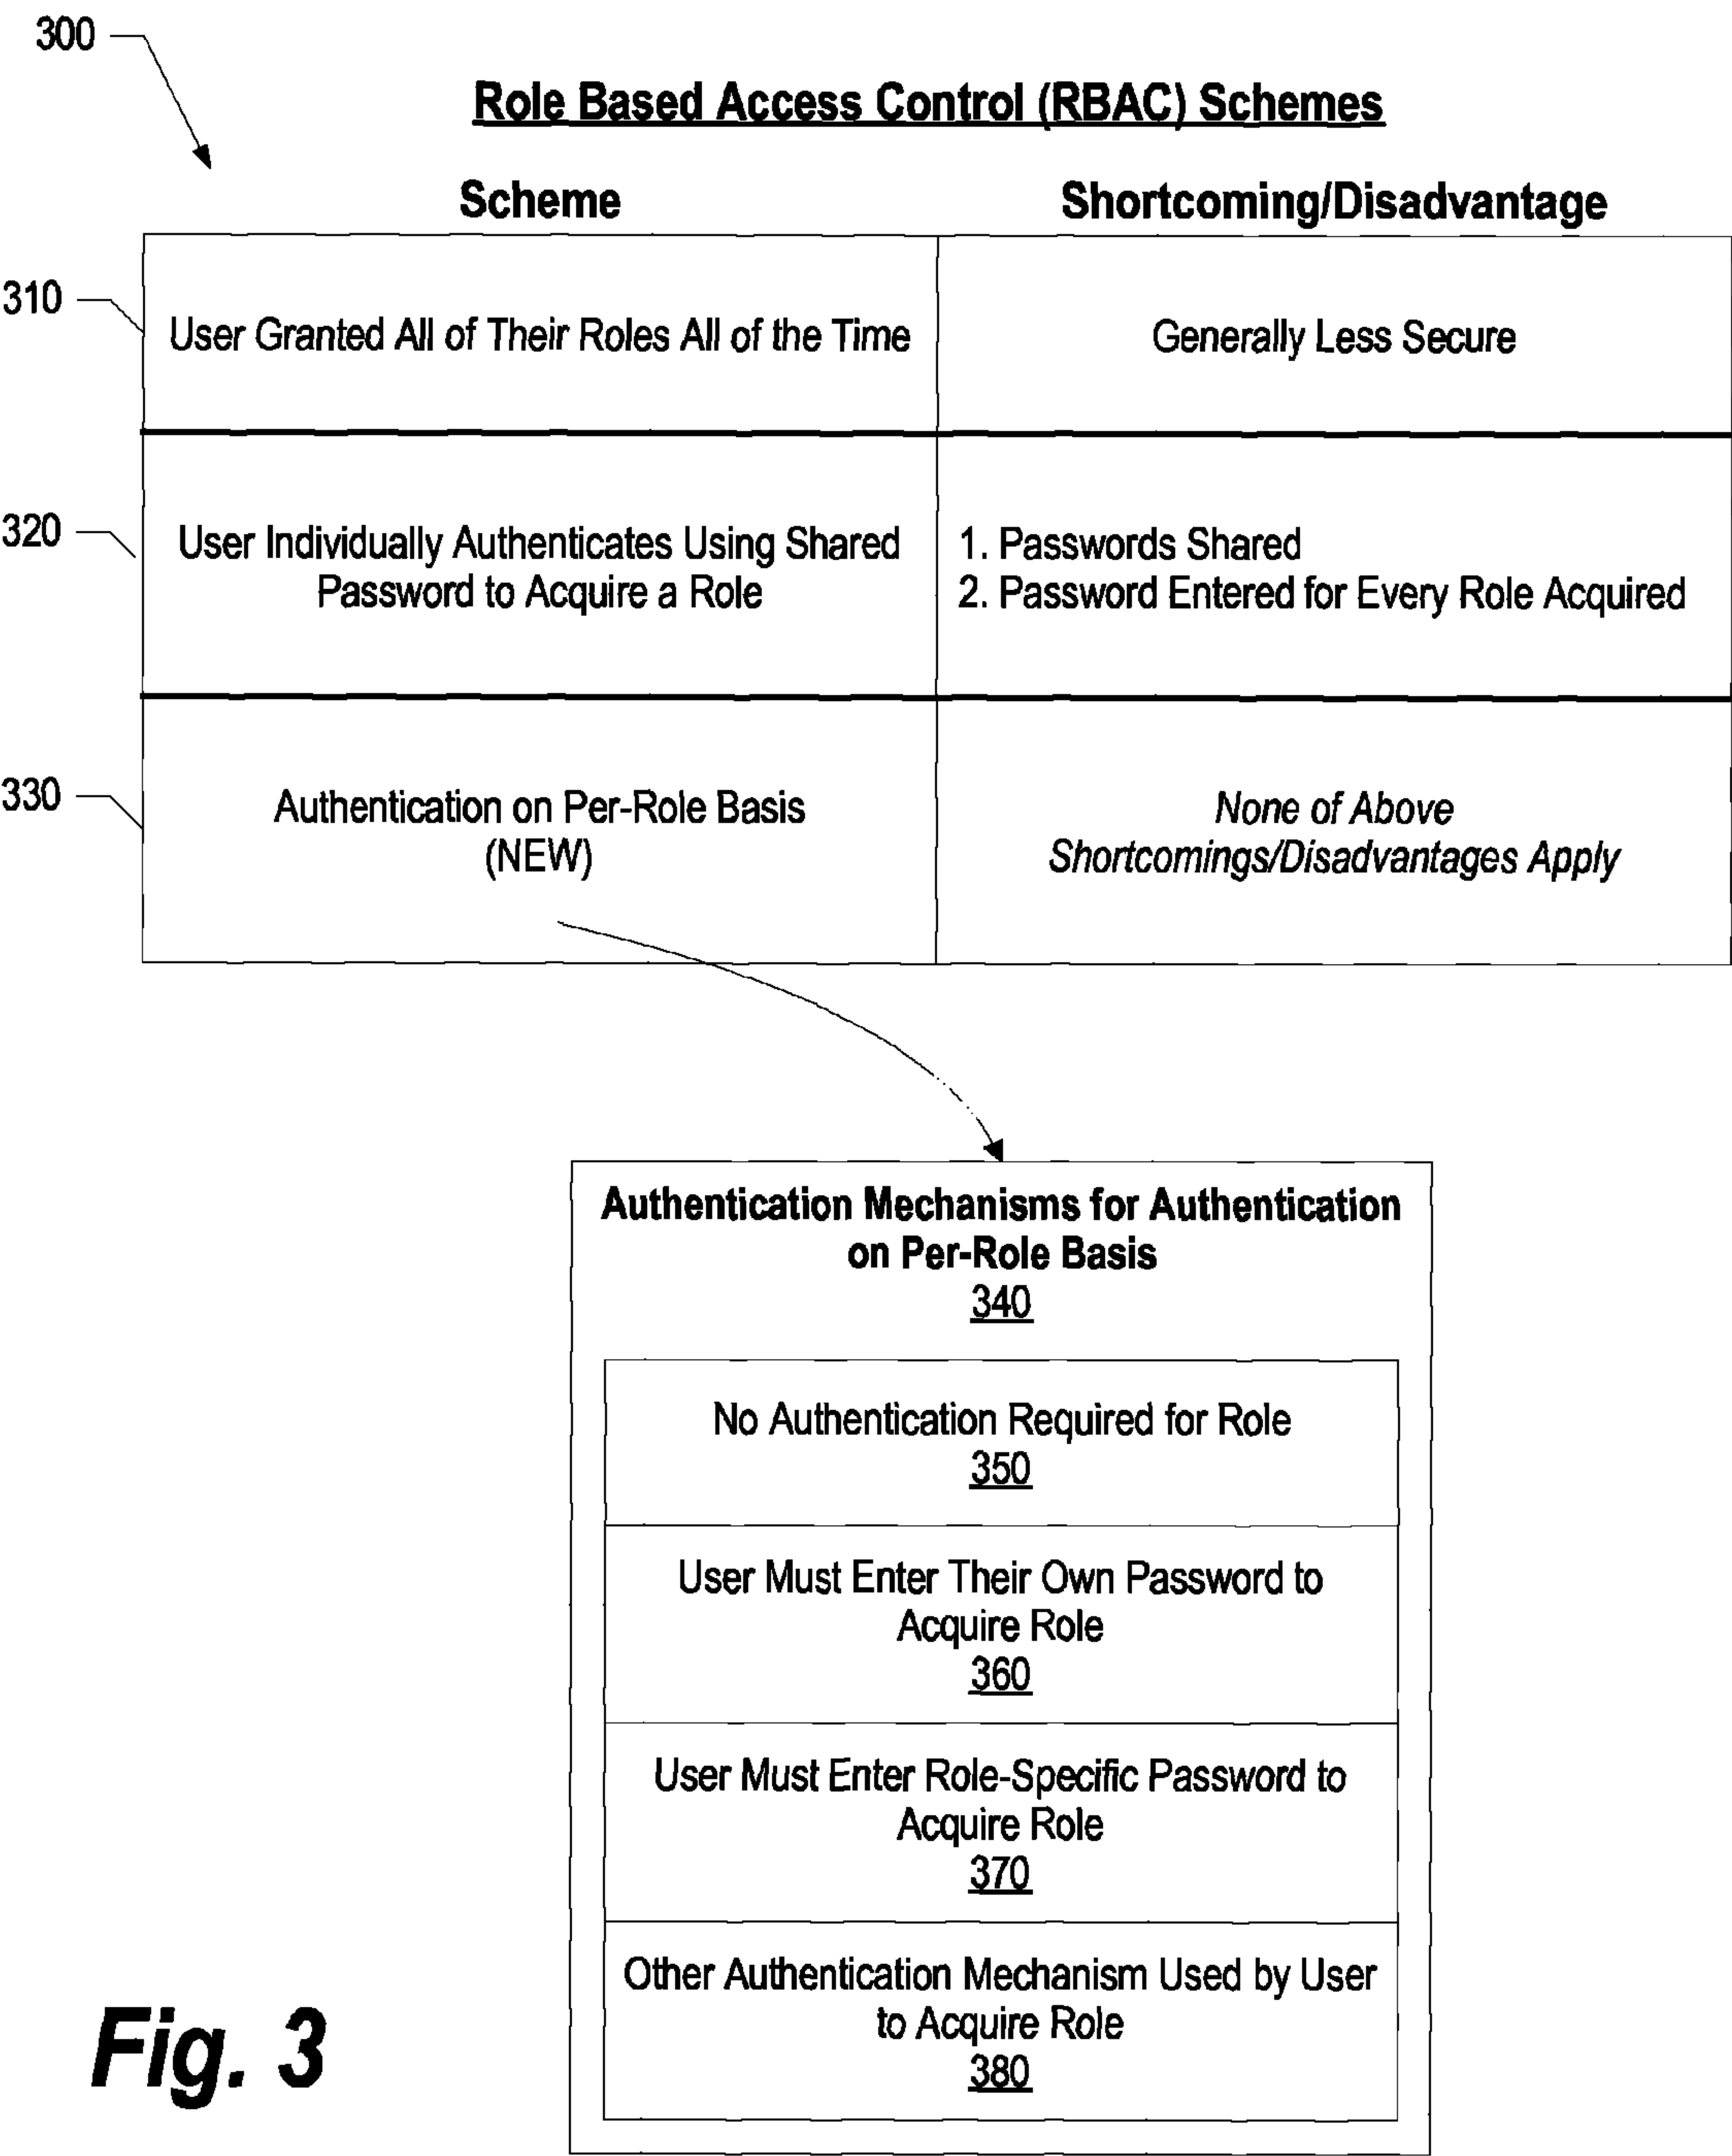 300
Role Based Access Control (RBAC) Schemes
Scheme
Shortcoming/Disadvantage
310
User Granted All of Their Roles All of the Time
Generally Less Secure
320
User Individually Authenticates Using Shared
Password to Acquire a Role
1. Passwords Shared
2. Password Entered for Every Role Acquired
330
Authentication on Per-Role Basis
(NEW)
None of Above
Shortcomings/Disadvantages Apply
Authentication Mechanisms for Authentication
on Per-Role Basis
340
No Authentication Required for Role
350
User Must Enter Their Own Password to
Acquire Role
360
User Must Enter Role-Specific Password to
Acquire Role
370
Other Authentication Mechanism Used by User
to Acquire Role
380
Fig. 3